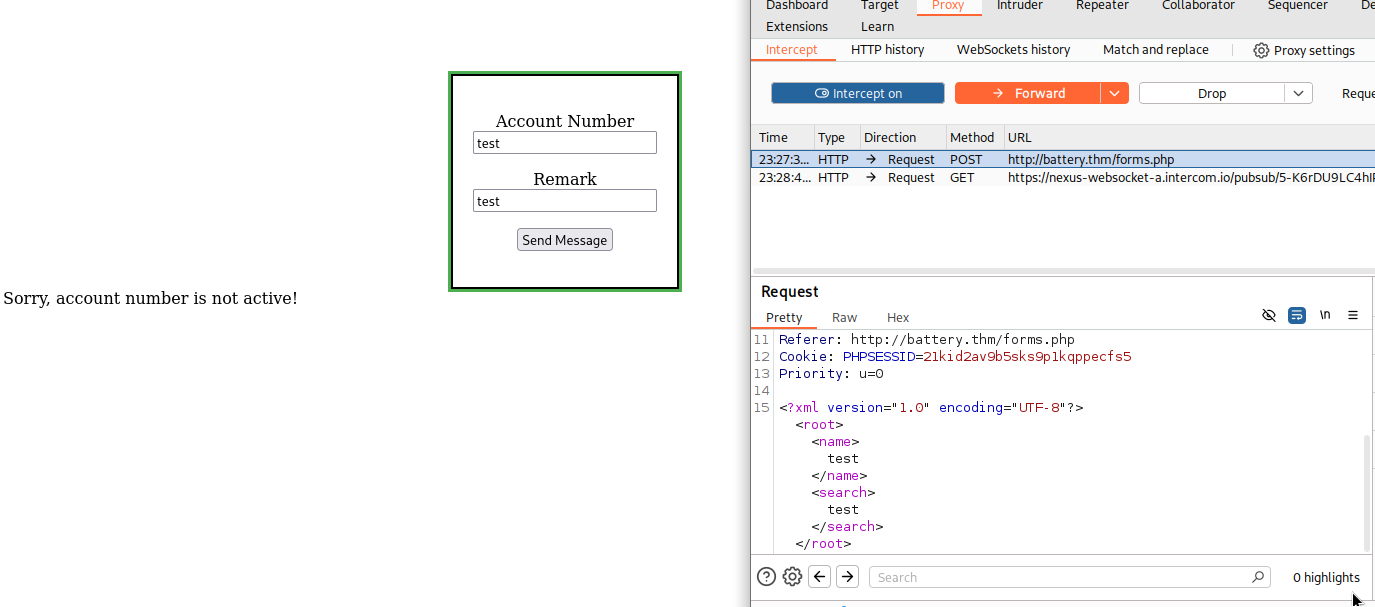 Dashboard Target Proxy Intruder Repeater Collaborator Sequencer De
Extensions Learn
Intercept HTTP history WebSockets history Match and replace Proxy settings
Intercept on Forward Drop Reque
Time Type Direction Method URL
23:27:3... HTTP Request POST http://battery.thm/forms.php
23:28:4... HTTP Request GET https://nexus-websocket-a.intercom.io/pubsub/5-K6rDU9LC4hIF
Account Number
test
Remark
test
Send Message
Sorry, account number is not active!
Request
Pretty Raw Hex
\n
11 Referer: http://battery.thm/forms.php
12 Cookie: PHPSESSID=21kid2av9b5sks9p1kqppecfs5
13 Priority: u=0
14
15 <?xml version="1.0" encoding="UTF-8"?>
<root>
<name>
test
</name>
<search>
test
</search>
</root>
Search 0 highlights